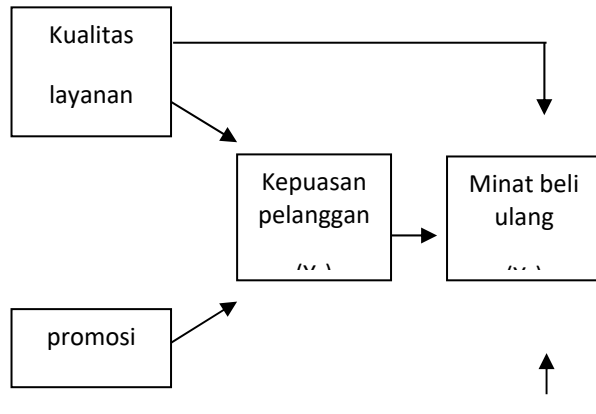 Kualitas
layanan
Kepuasan
pelanggan
Minat beli
ulang
promosi